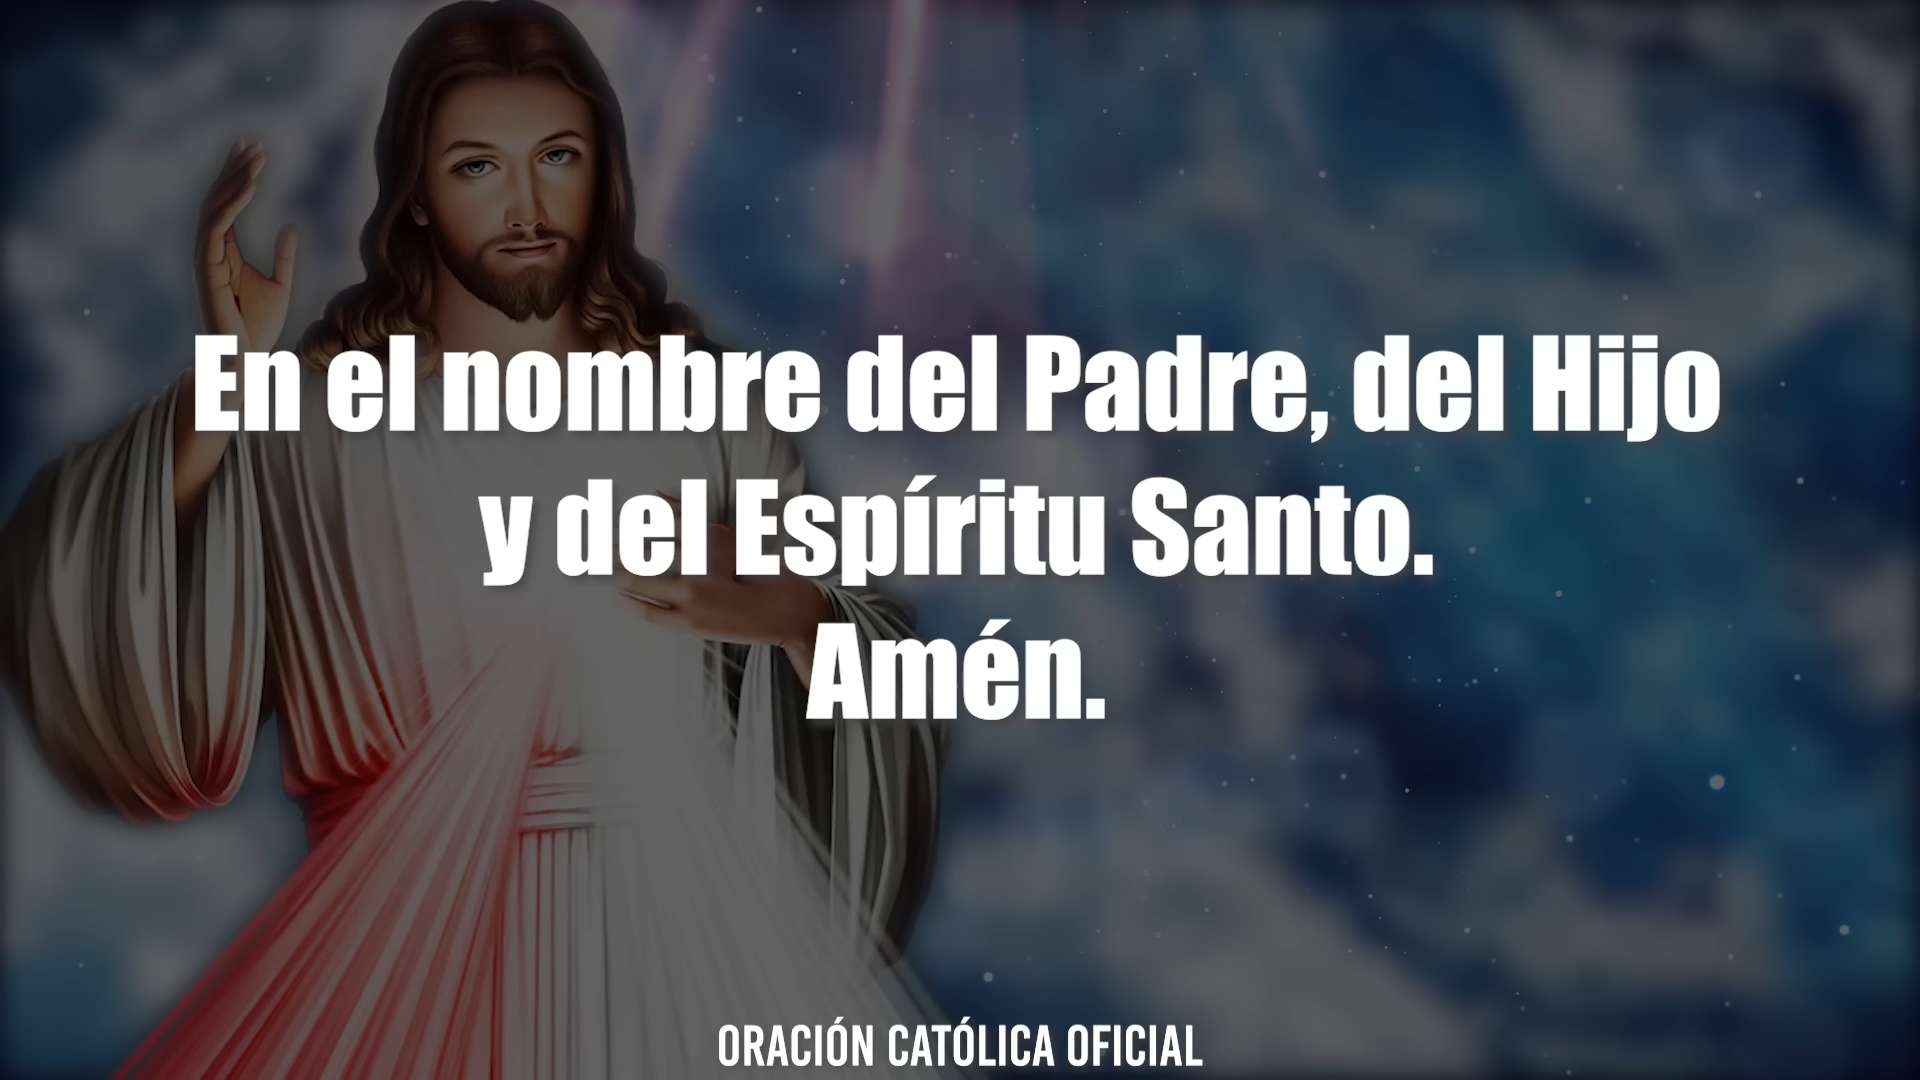 En el nombre del Padre, del Hijo
y del Espíritu Santo.
Amén.
ORACIÓN CATÓLICA OFICIAL